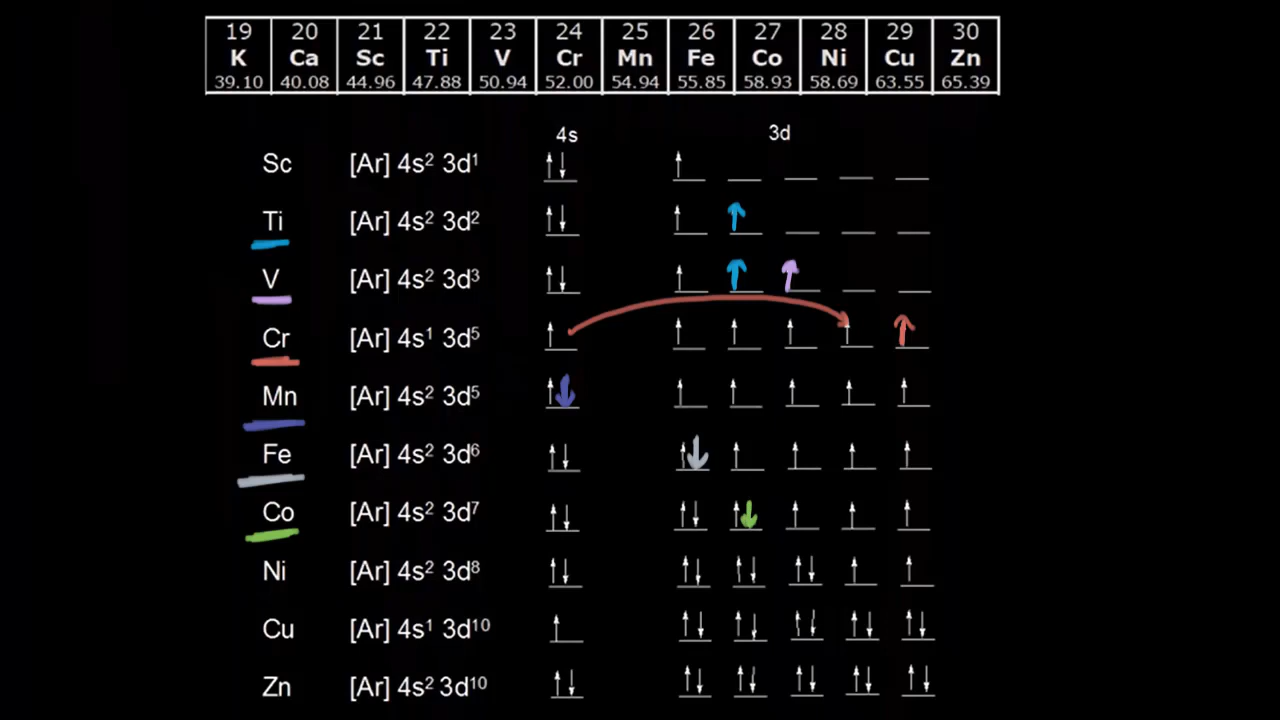 19 20 21 22 23 24 25 26 27 28 29 30
K Ca Sc Ti V Cr Mn Fe Co Ni Cu Zn
39.10 40.08 44.96 47.88 50.94 52.00 54.94 55.85 58.93 58.69 63.55 65.39
4s 3d
Sc [Ar] 4s² 3d¹
Ti [Ar] 4s² 3d²
V [Ar] 4s² 3d³
Cr [Ar] 4s¹ 3d⁵
Mn [Ar] 4s² 3d⁵
Fe [Ar] 4s² 3d⁶
Co [Ar] 4s² 3d⁷
Ni [Ar] 4s² 3d⁸
Cu [Ar] 4s¹ 3d¹⁰
Zn [Ar] 4s² 3d¹⁰